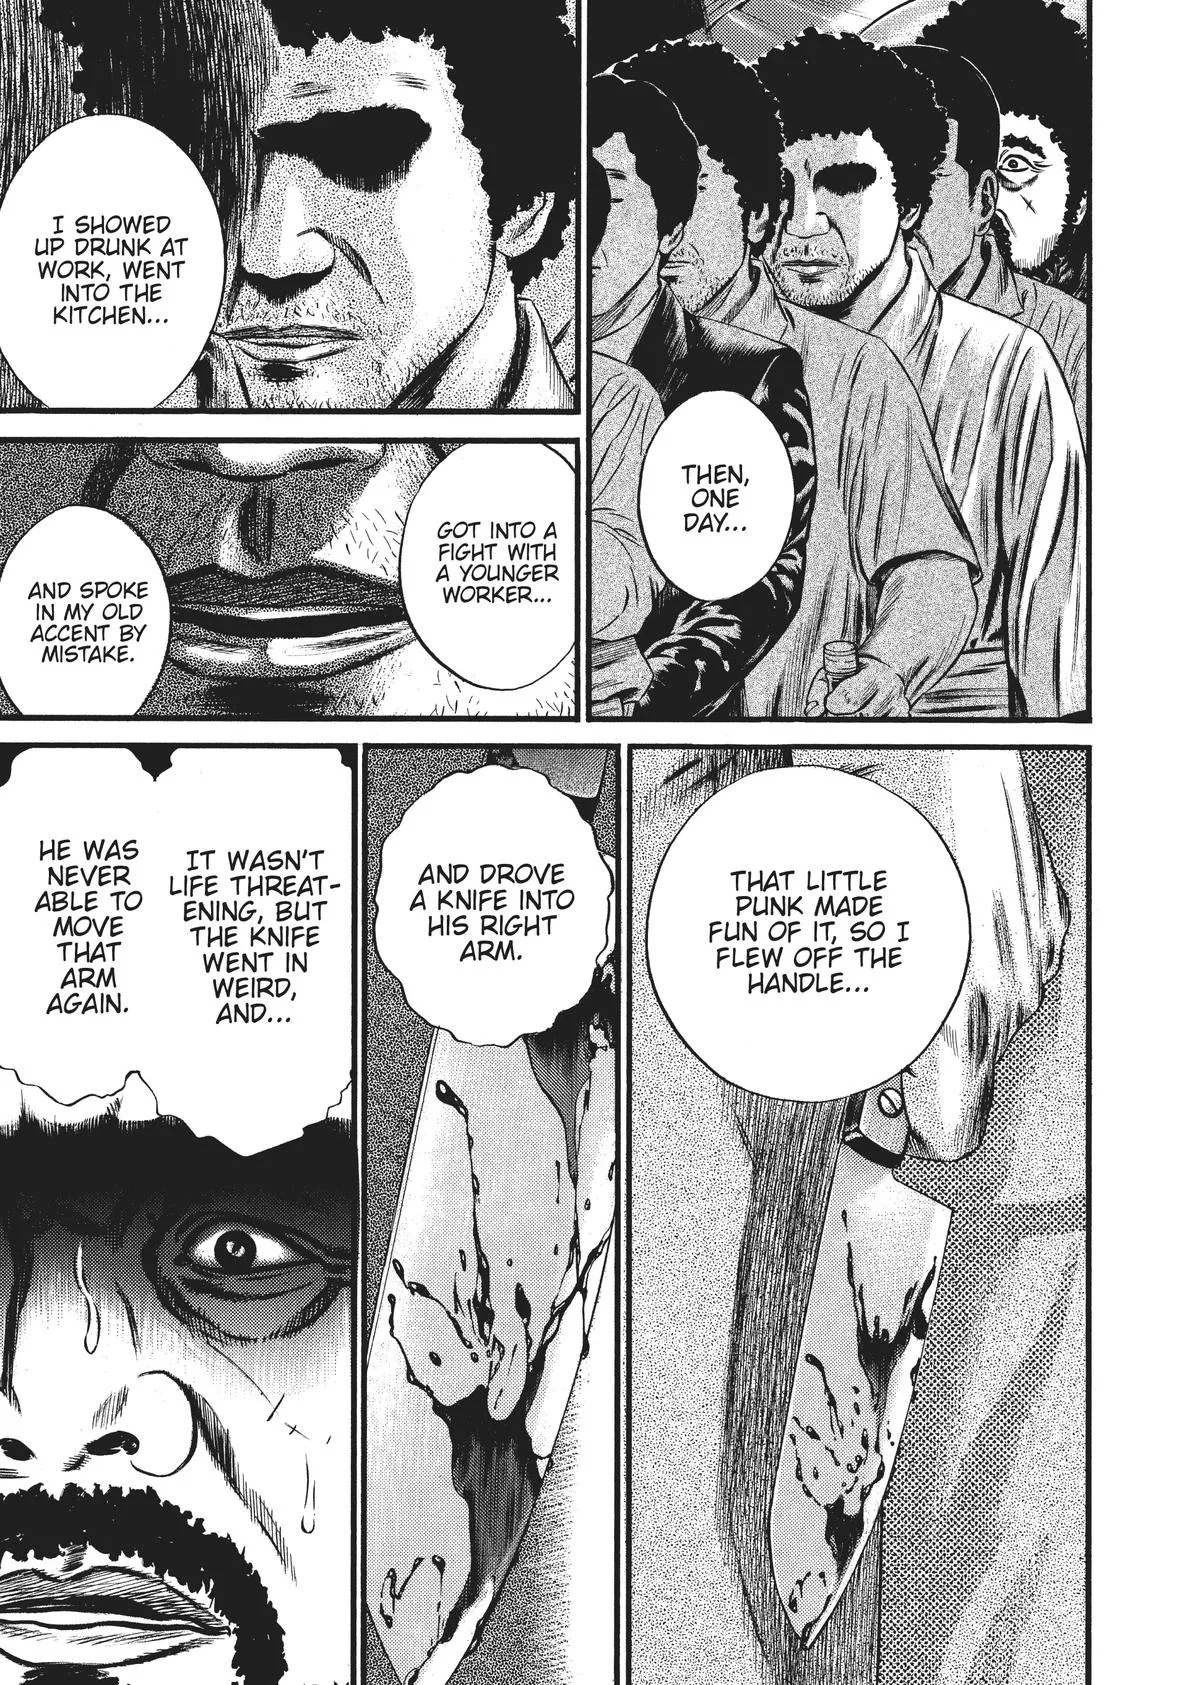 THEN,
ONE
DAY...
I SHOWED
UP DRUNK AT
WORK, WENT
INTO THE
KITCHEN...
GOT INTO A
FIGHT WITH
A YOUNGER
WORKER...
AND SPOKE
IN MY OLD
ACCENT BY
MISTAKE.
THAT LITTLE
PUNK MADE
FUN OF IT, SO I
FLEW OFF THE
HANDLE...
AND DROVE
A KNIFE INTO
HIS RIGHT
ARM.
IT WASN'T
LIFE THREAT-
ENING, BUT
THE KNIFE
WENT IN
WEIRD,
AND...
HE WAS
NEVER
ABLE TO
MOVE
THAT
ARM
AGAIN.